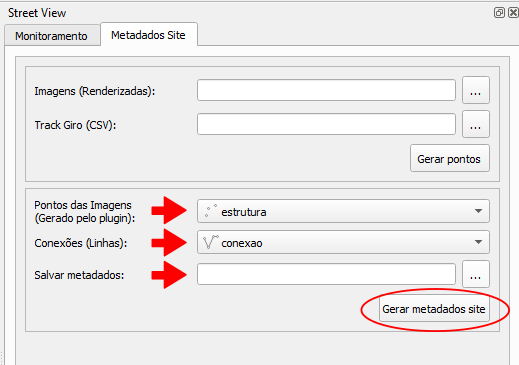 Street View
Monitoramento
Metadados Site
Imagens (Renderizadas):
...
Track Giro (CSV):
...
Gerar pontos
Pontos das Imagens
(Gerado pelo plugin):
estrutura
Conexões (Linhas):
conexao
Salvar metadados:
...
Gerar metadados site